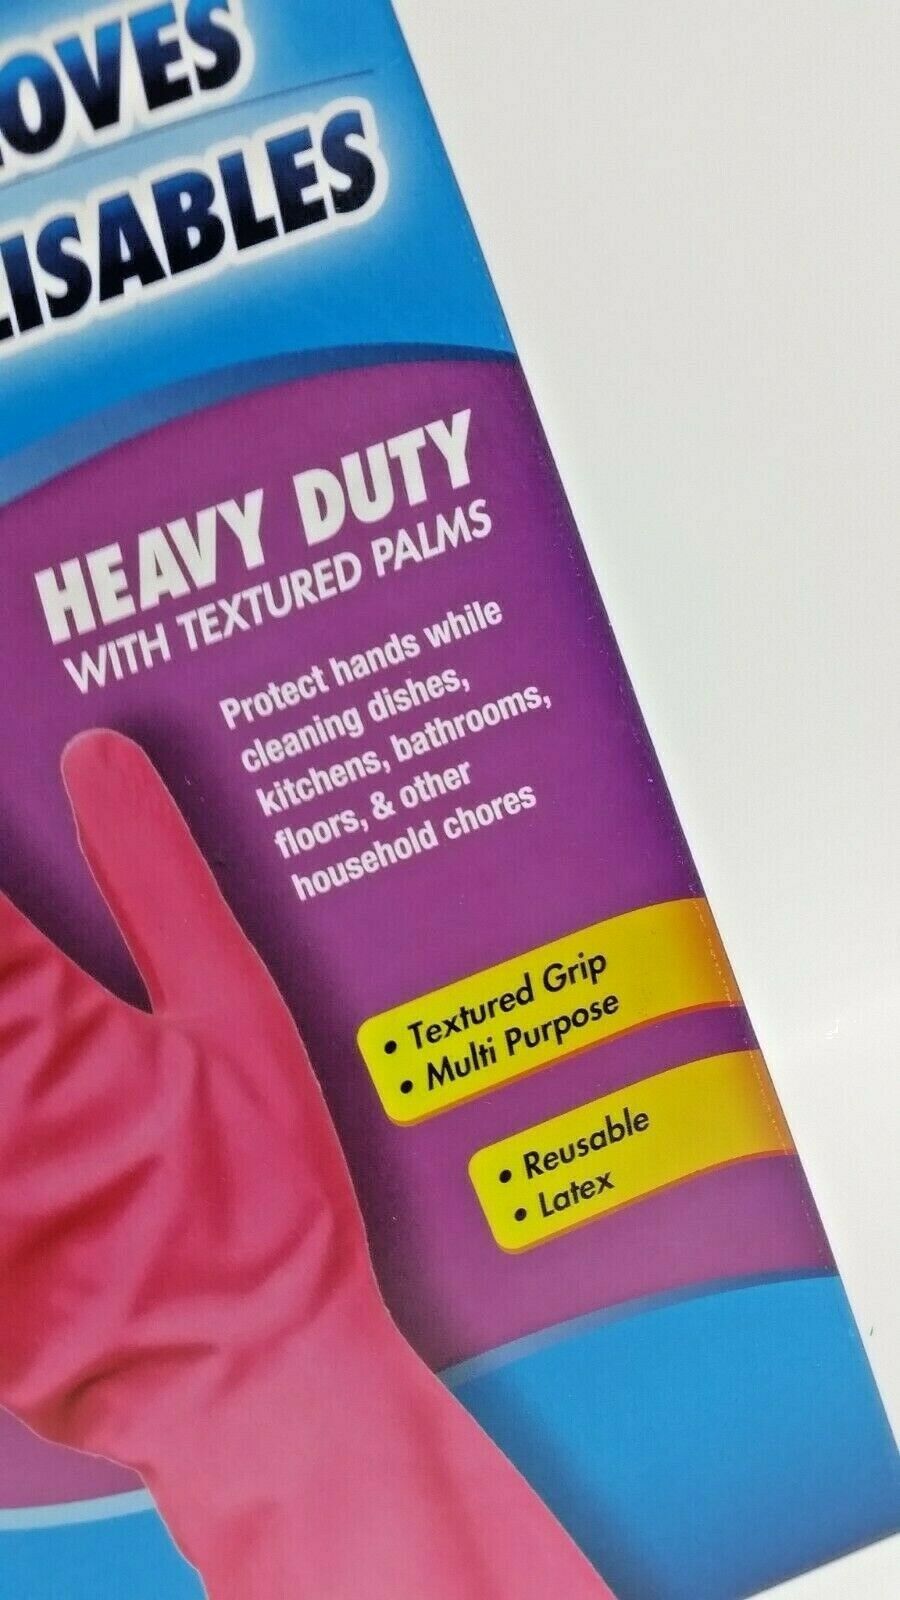 OVES
LISABLES
HEAVY DUTY
WITH TEXTURED PALMS
Protect hands while
cleaning dishes,
kitchens, bathrooms,
floors, & other
household chores
• Textured Grip
• Multi Purpose
• Reusable
• Latex